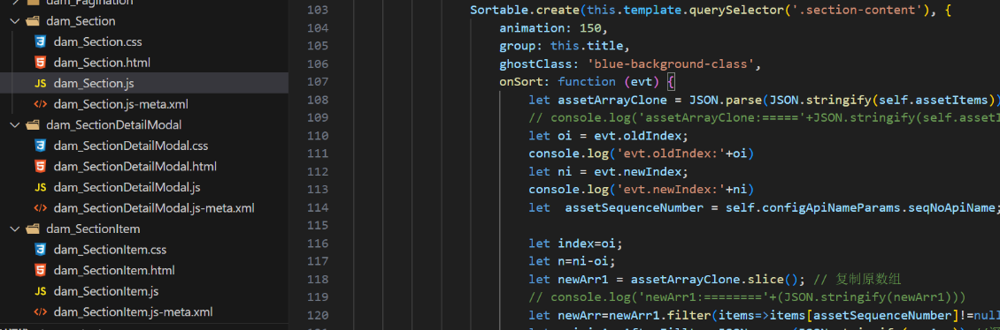 dam_Pagination
dam_Section
dam_Section.css
dam_Section.html
dam_Section.js
dam_Section.js-meta.xml
dam_SectionDetailModal
dam_SectionDetailModal.css
dam_SectionDetailModal.html
dam_SectionDetailModal.js
dam_SectionDetailModal.js-meta.xml
dam_SectionItem
dam_SectionItem.css
dam_SectionItem.html
dam_SectionItem.js
dam_SectionItem.js-meta.xml
103 Sortable.create(this.template.querySelector('.section-content'), {
104 animation: 150,
105 group: this.title,
106 ghostClass: 'blue-background-class',
107 onSort: function (evt) {
108 let assetArrayClone = JSON.parse(JSON.stringify(self.assetItems))
109 // console.log('assetArrayClone:====='+JSON.stringify(self.assetI
110 let oi = evt.oldIndex;
111 console.log('evt.oldIndex:'+oi)
112 let ni = evt.newIndex;
113 console.log('evt.newIndex:'+ni)
114 let  assetSequenceNumber = self.configApiNameParams.seqNoApiName;
115
116 let index=oi;
117 let n=ni-oi;
118 let newArr1 = assetArrayClone.slice(); // 复制原数组
119 // console.log('newArr1:========'+(JSON.stringify(newArr1)))
120 let newArr=newArr1.filter(items=>items[assetSequenceNumber]!=null